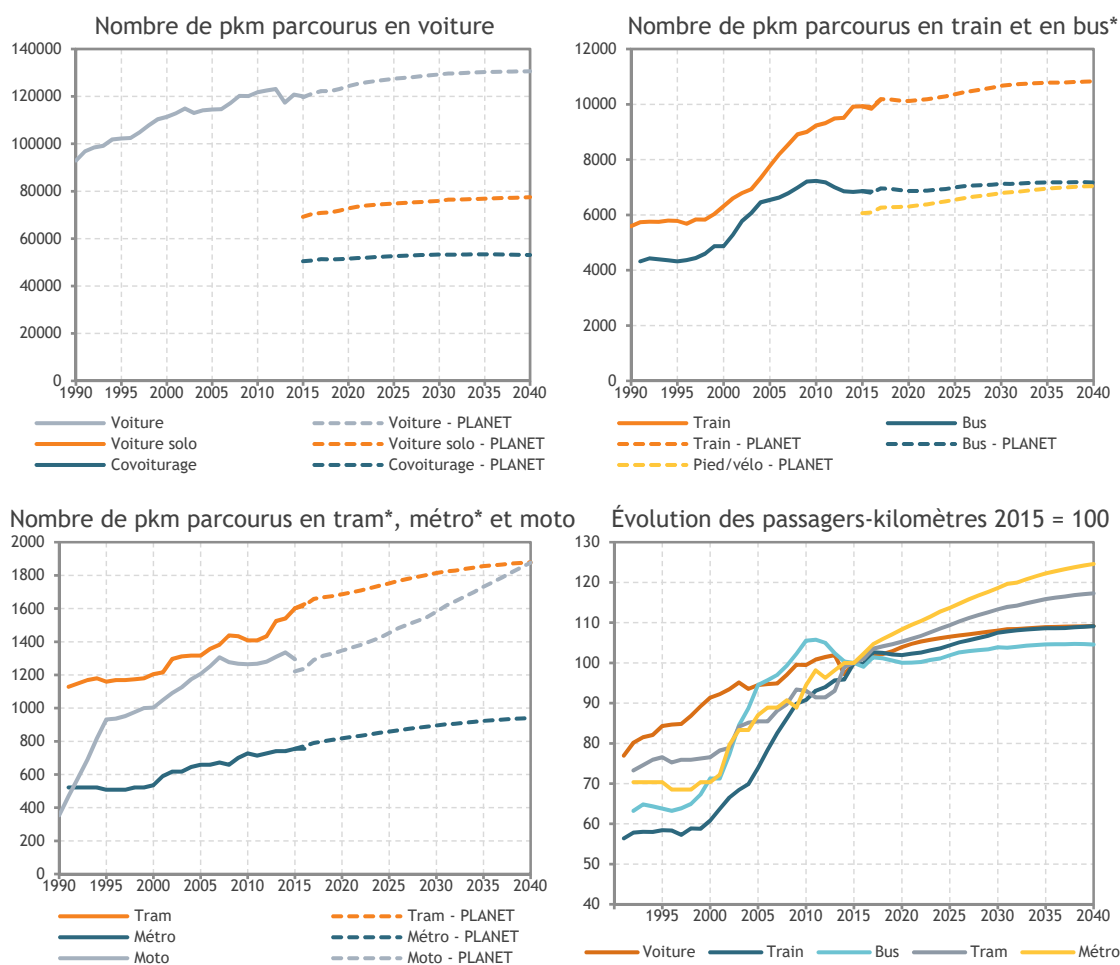 Nombre de pkm parcourus en voiture
140000
120000
100000
80000
60000
40000
20000
0
1990 1995 2000 2005 2010 2015 2020 2025 2030 2035 2040
Voiture
Voiture - PLANET
Voiture solo
Voiture solo - PLANET
Covoiturage
Covoiturage - PLANET
Nombre de pkm parcourus en train et en bus*
12000
10000
8000
6000
4000
2000
0
1990 1995 2000 2005 2010 2015 2020 2025 2030 2035 2040
Train
Bus
Train - PLANET
Bus - PLANET
Pied/vélo - PLANET
Nombre de pkm parcourus en tram*, métro* et moto
2000
1800
1600
1400
1200
1000
800
600
400
200
0
1990 1995 2000 2005 2010 2015 2020 2025 2030 2035 2040
Tram
Tram - PLANET
Métro
Métro - PLANET
Moto
Moto - PLANET
Évolution des passagers-kilomètres 2015 = 100
130
120
110
100
90
80
70
60
50
40
1995 2000 2005 2010 2015 2020 2025 2030 2035 2040
Voiture Train Bus Tram Métro